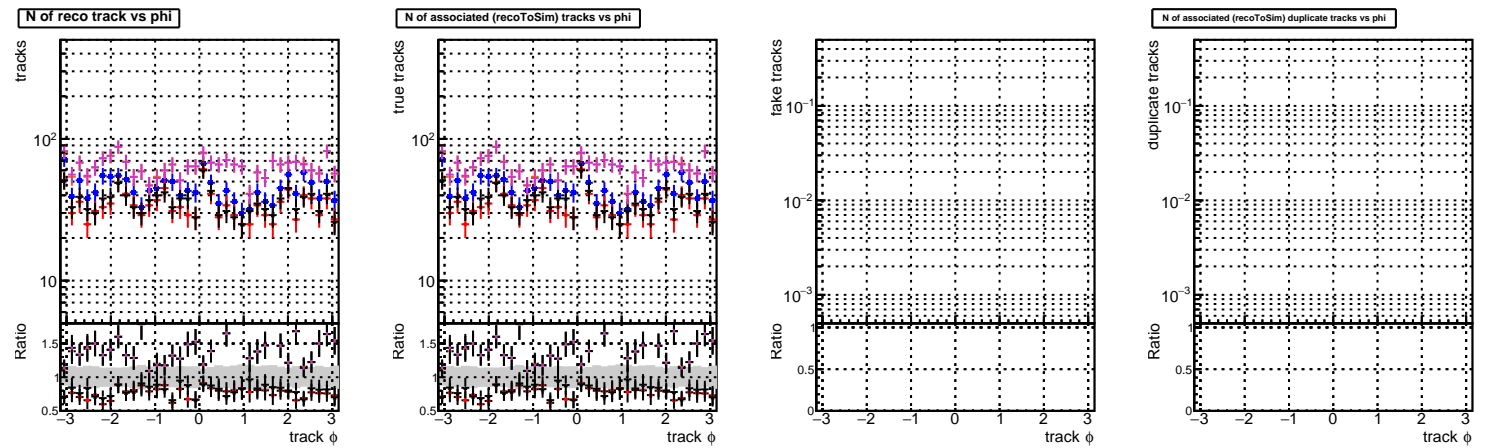 N of reco track vs phi
tracks
10²
10
Ratio
1.5
1
0.5
−3 −2 −1 0 1 2 3
track ϕ
N of associated (recoToSim) tracks vs phi
true tracks
10²
10
Ratio
1.5
1
0.5
−3 −2 −1 0 1 2 3
track ϕ
fake tracks
10⁻¹
10⁻²
10⁻³
Ratio
1
0.5
0
−3 −2 −1 0 1 2 3
track ϕ
N of associated (recoToSim) duplicate tracks vs phi
duplicate tracks
10⁻¹
10⁻²
10⁻³
Ratio
1
0.5
0
−3 −2 −1 0 1 2 3
track ϕ